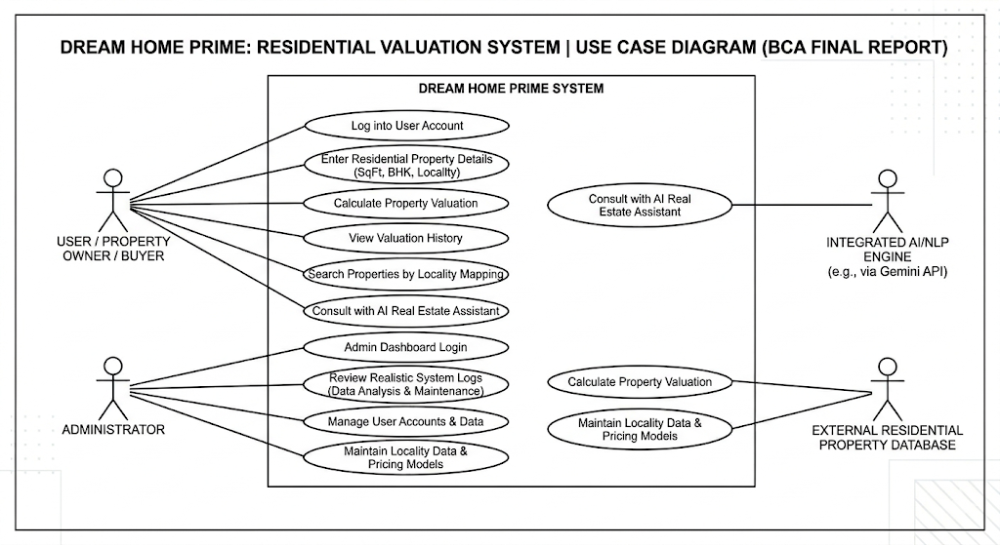 DREAM HOME PRIME: RESIDENTIAL VALUATION SYSTEM | USE CASE DIAGRAM (BCA FINAL REPORT)
DREAM HOME PRIME SYSTEM
Log into User Account
Enter Residential Property Details
(SqFt, BHK, Locality)
Calculate Property Valuation
View Valuation History
Search Properties by Locality Mapping
Consult with AI Real Estate Assistant
Admin Dashboard Login
Review Realistic System Logs
(Data Analysis & Maintenance)
Manage User Accounts & Data
Maintain Locality Data &
Pricing Models
USER / PROPERTY
OWNER / BUYER
ADMINISTRATOR
Consult with AI Real
Estate Assistant
Calculate Property Valuation
Maintain Locality Data &
Pricing Models
INTEGRATED AI/NLP
ENGINE
(e.g., via Gemini API)
EXTERNAL RESIDENTIAL
PROPERTY DATABASE